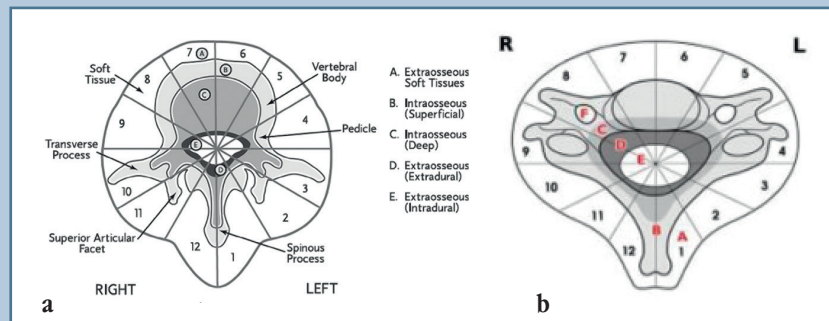 7 A 6
Soft
Tissue
8
B
5
Vertebral
Body
C
9
4
Pedicle
Transverse
Process
E
D
10
3
11
2
Superior Articular
Facet
12
1
Spinous
Process
RIGHT
LEFT
a
A. Extraosseous
Soft Tissues
B. Intraosseous
(Superficial)
C. Intraosseous
(Deep)
D. Extraosseous
(Extradural)
E. Extraosseous
(Intradural)
R
L
7 6
8 5
F
C
D
9 4
E
10 3
11 2
B A
12 1
b